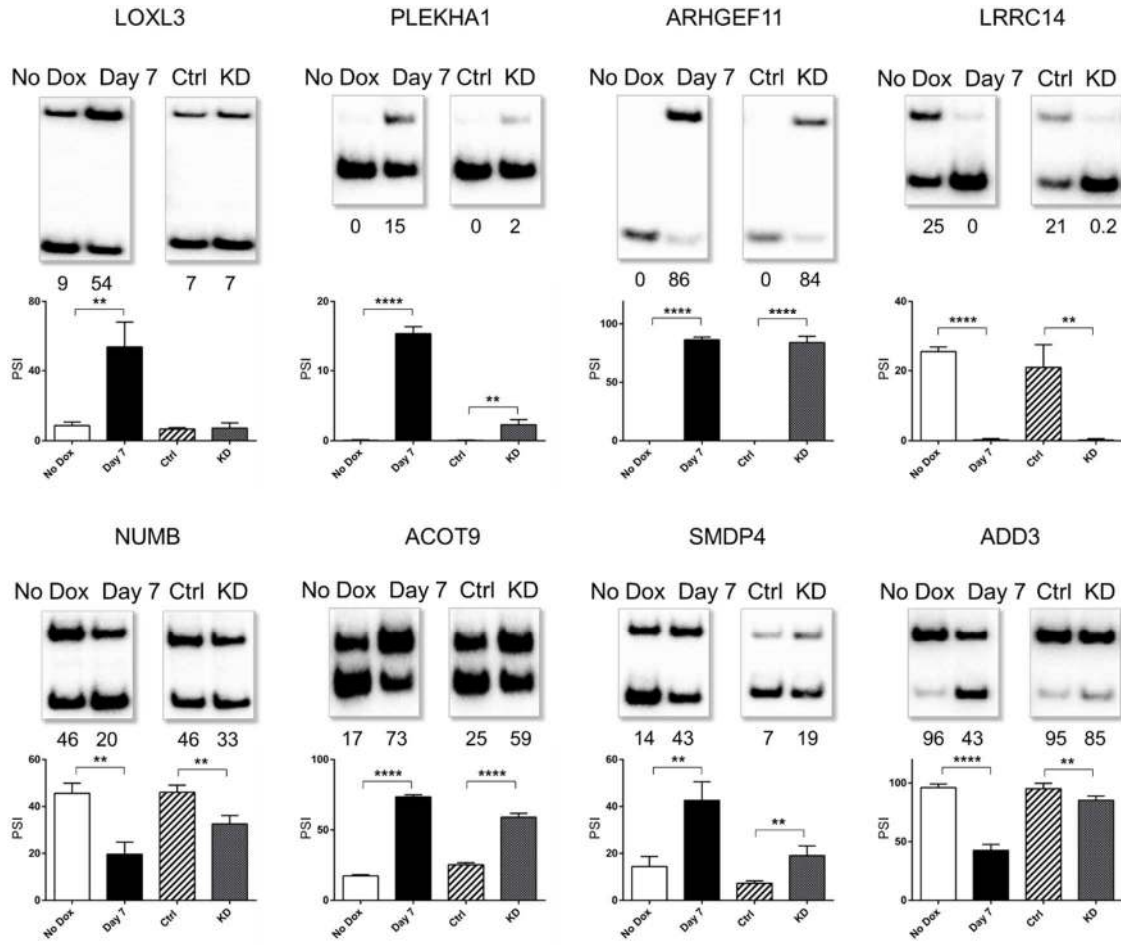 LOXL3 PLEKHA1 ARHGEF11 LRRC14
No Dox Day 7 Ctrl KD No Dox Day 7 Ctrl KD No Dox Day 7 Ctrl KD No Dox Day 7 Ctrl KD
0 15 0 2 25 0 21 0.2
9 54 7 7 0 86 0 84
** **** **** **** **** **
80 20 100 40
60 15
40 10 50 20
20 ** 5
0 0 0 0
PSI PSI PSI PSI
No Dox Day 7 Ctrl KD No Dox Day 7 Ctrl KD No Dox Day 7 Ctrl KD No Dox Day 7 Ctrl KD
NUMB ACOT9 SMDP4 ADD3
No Dox Day 7 Ctrl KD No Dox Day 7 Ctrl KD No Dox Day 7 Ctrl KD No Dox Day 7 Ctrl KD
46 20 46 33 17 73 25 59 14 43 7 19 96 43 95 85
** ** **** **** ** ** **** **
60 100 60 100
40 50 40 50
20 20
0 0 0 0
PSI PSI PSI PSI
No Dox Day 7 Ctrl KD No Dox Day 7 Ctrl KD No Dox Day 7 Ctrl KD No Dox Day 7 Ctrl KD